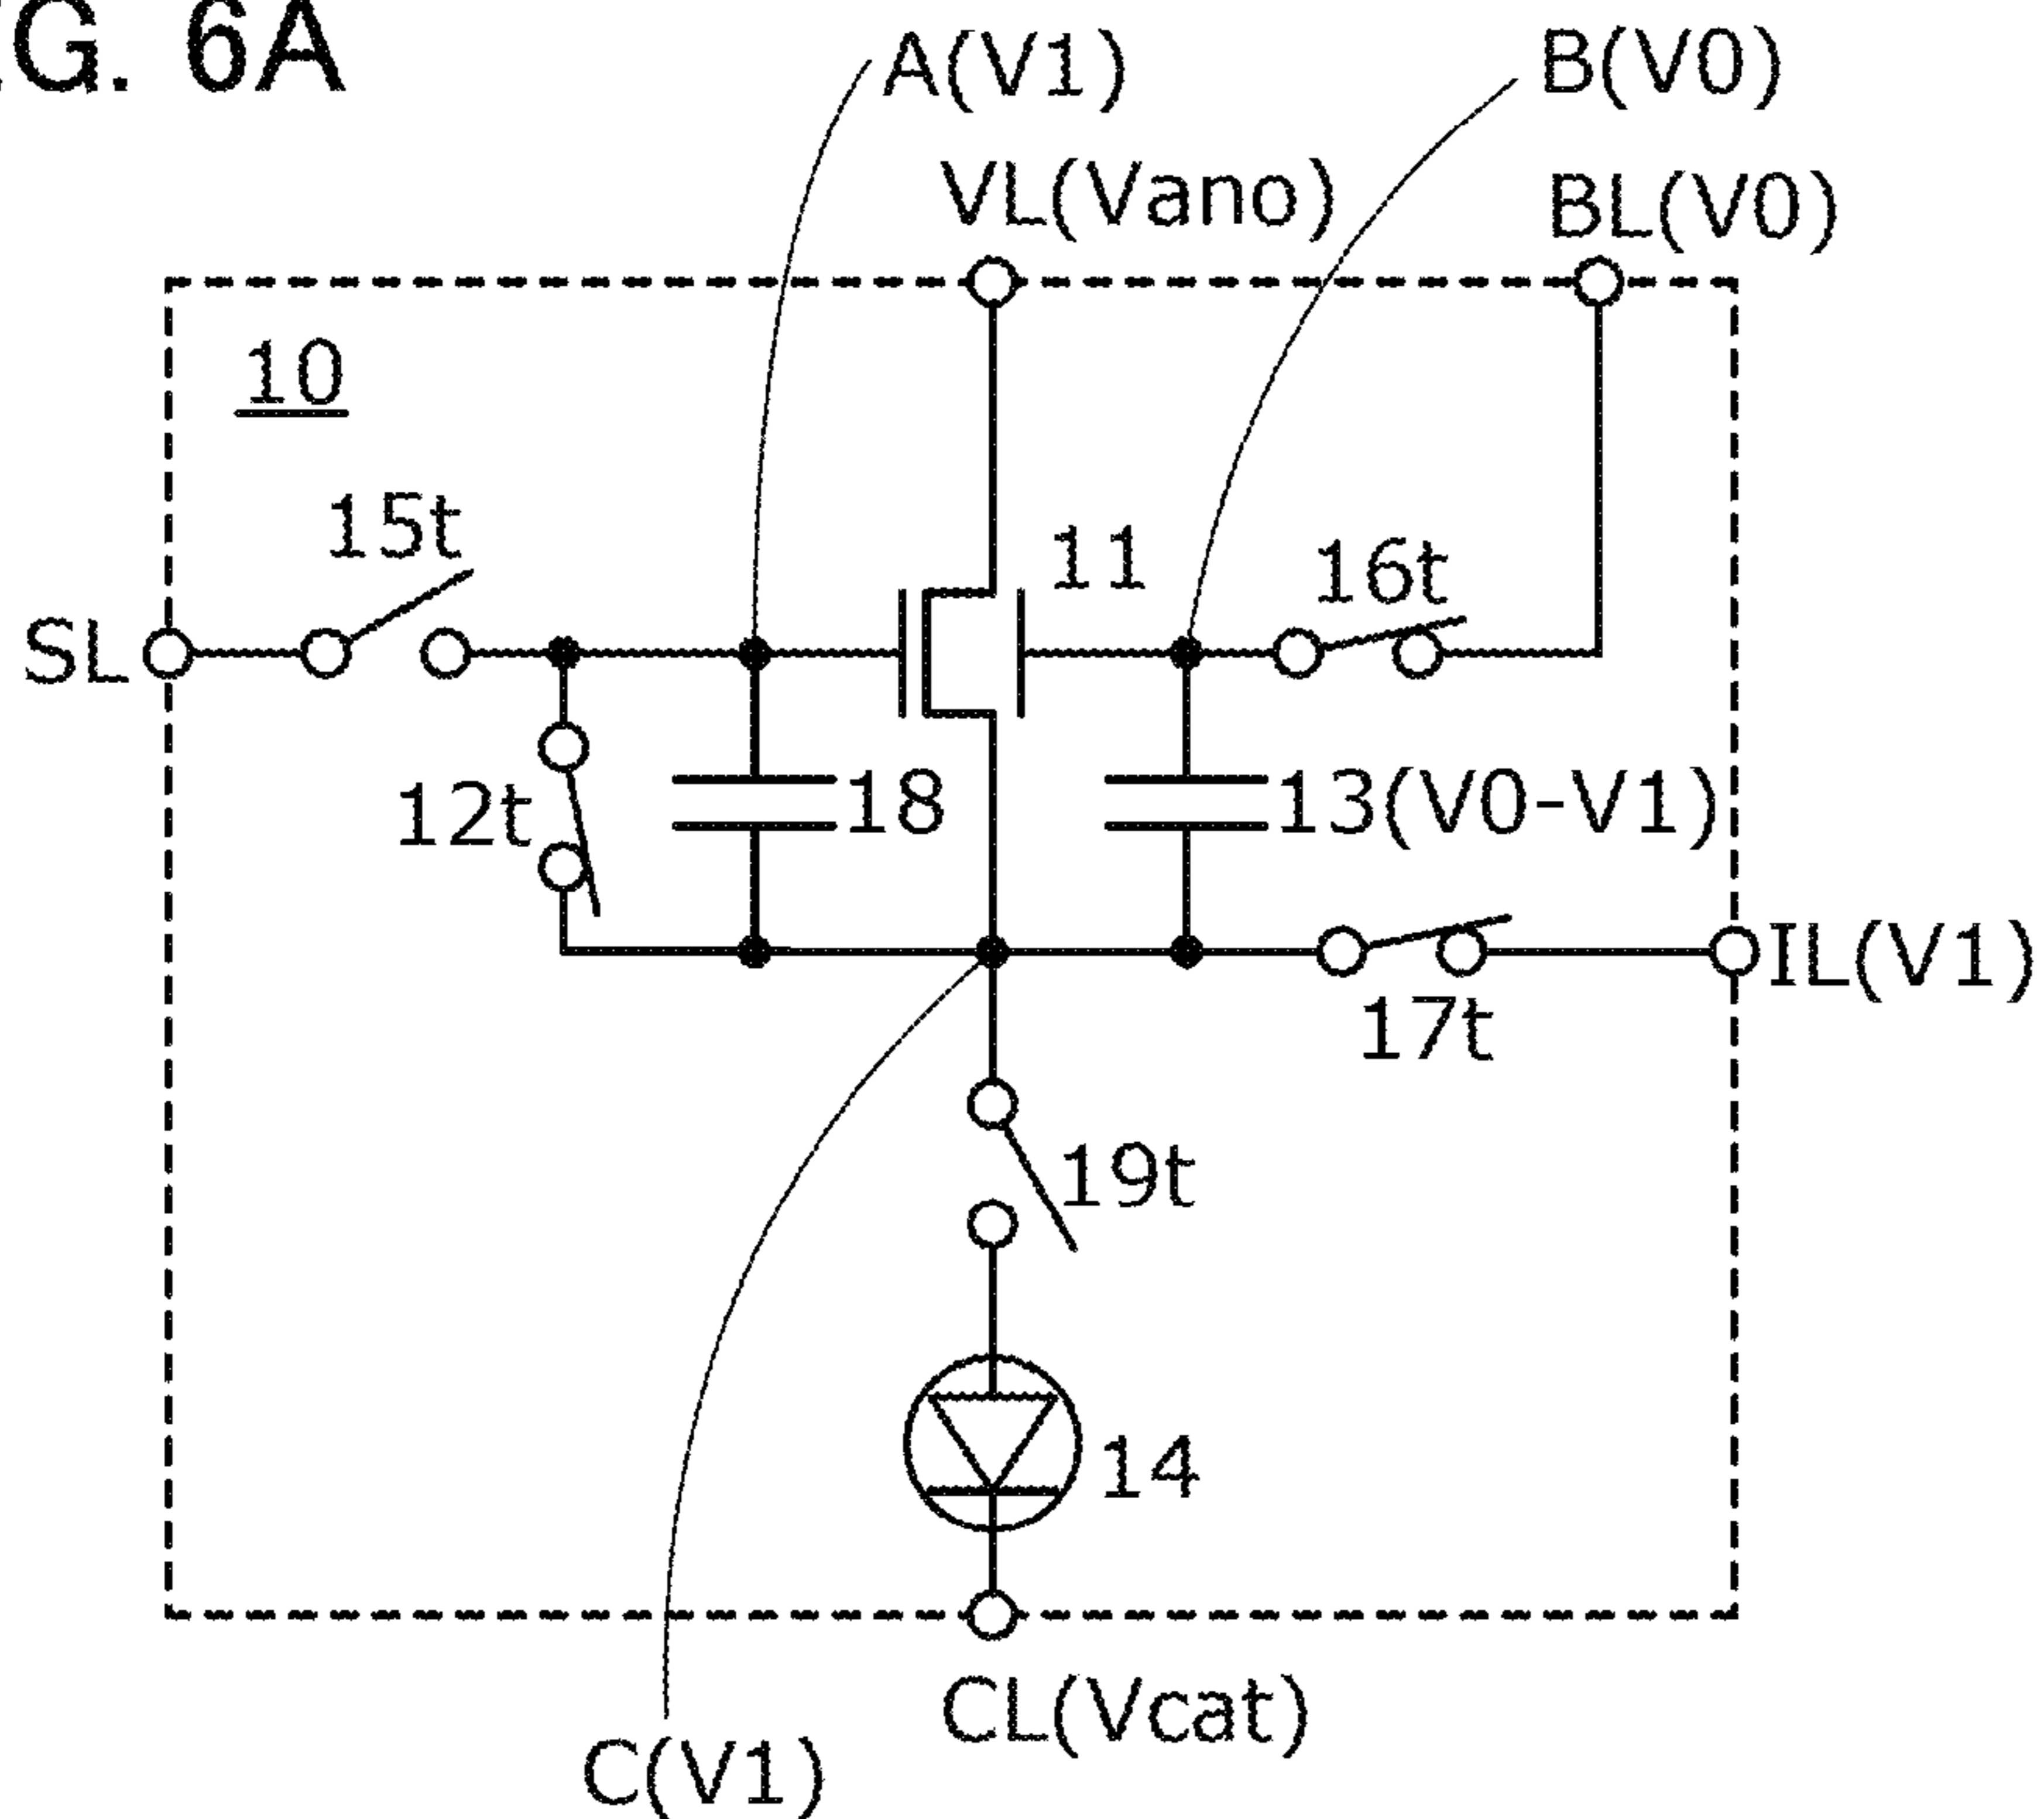 G. 6A
A(V1)
B(V0)
VL(Vano)
BL(V0)
10
15t
11
16t
SL
12t
18
13(V0-V1)
IL(V1)
17t
19t
14
CL(Vcat)
C(V1)